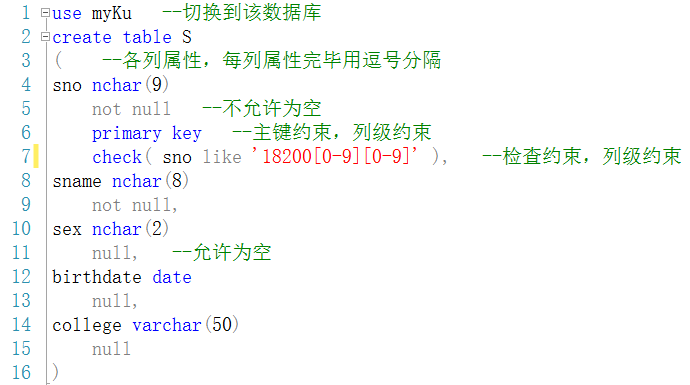 1 use myKu   --切换到该数据库
2 create table S
3 (    --各列属性，每列属性完毕用逗号分隔
4 sno nchar(9)
5     not null   --不允许为空
6     primary key   --主键约束，列级约束
7     check( sno like '18200[0-9][0-9]' ),   --检查约束，列级约束
8 sname nchar(8)
9     not null,
10 sex nchar(2)
11     null,   --允许为空
12 birthdate date
13     null,
14 college varchar(50)
15     null
16 )